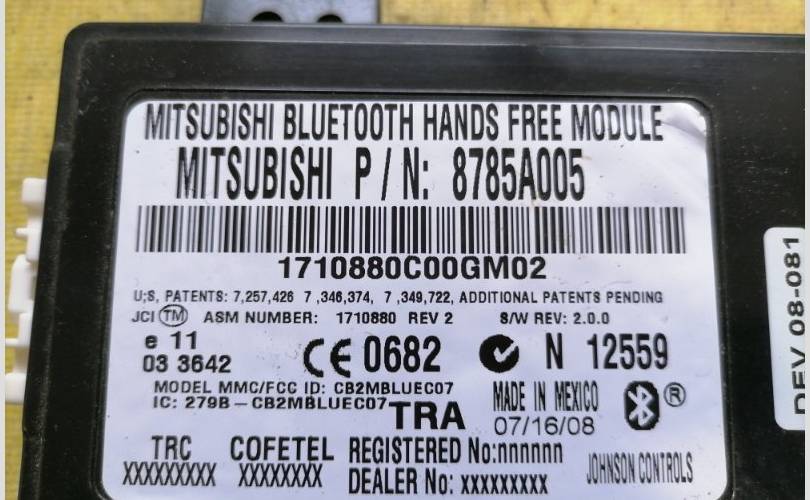 MITSUBISHI BLUETOOTH HANDS FREE MODULE
MITSUBISHI P/N: 8785A005
1710880C00GM02
U;S, PATENTS: 7,257,426 7 ,346,374, 7 ,349,722, ADDITIONAL PATENTS PENDING
JCI TM ASM NUMBER: 1710880 REV 2 S/W REV: 2.0.0
e 11
03 3642
CE 0682
N 12559
MODEL MMC/FCC ID: CB2MBLUEC07
IC: 279B-CB2MBLUEC07
TRA
MADE IN MEXICO
07/16/08
®
TRC
XXXXXXXXX
COFETEL
XXXXXXXX
REGISTERED No:nnnnnn
DEALER No: XXXXXXXXX
JOHNSON CONTROLS
DEV 08-081